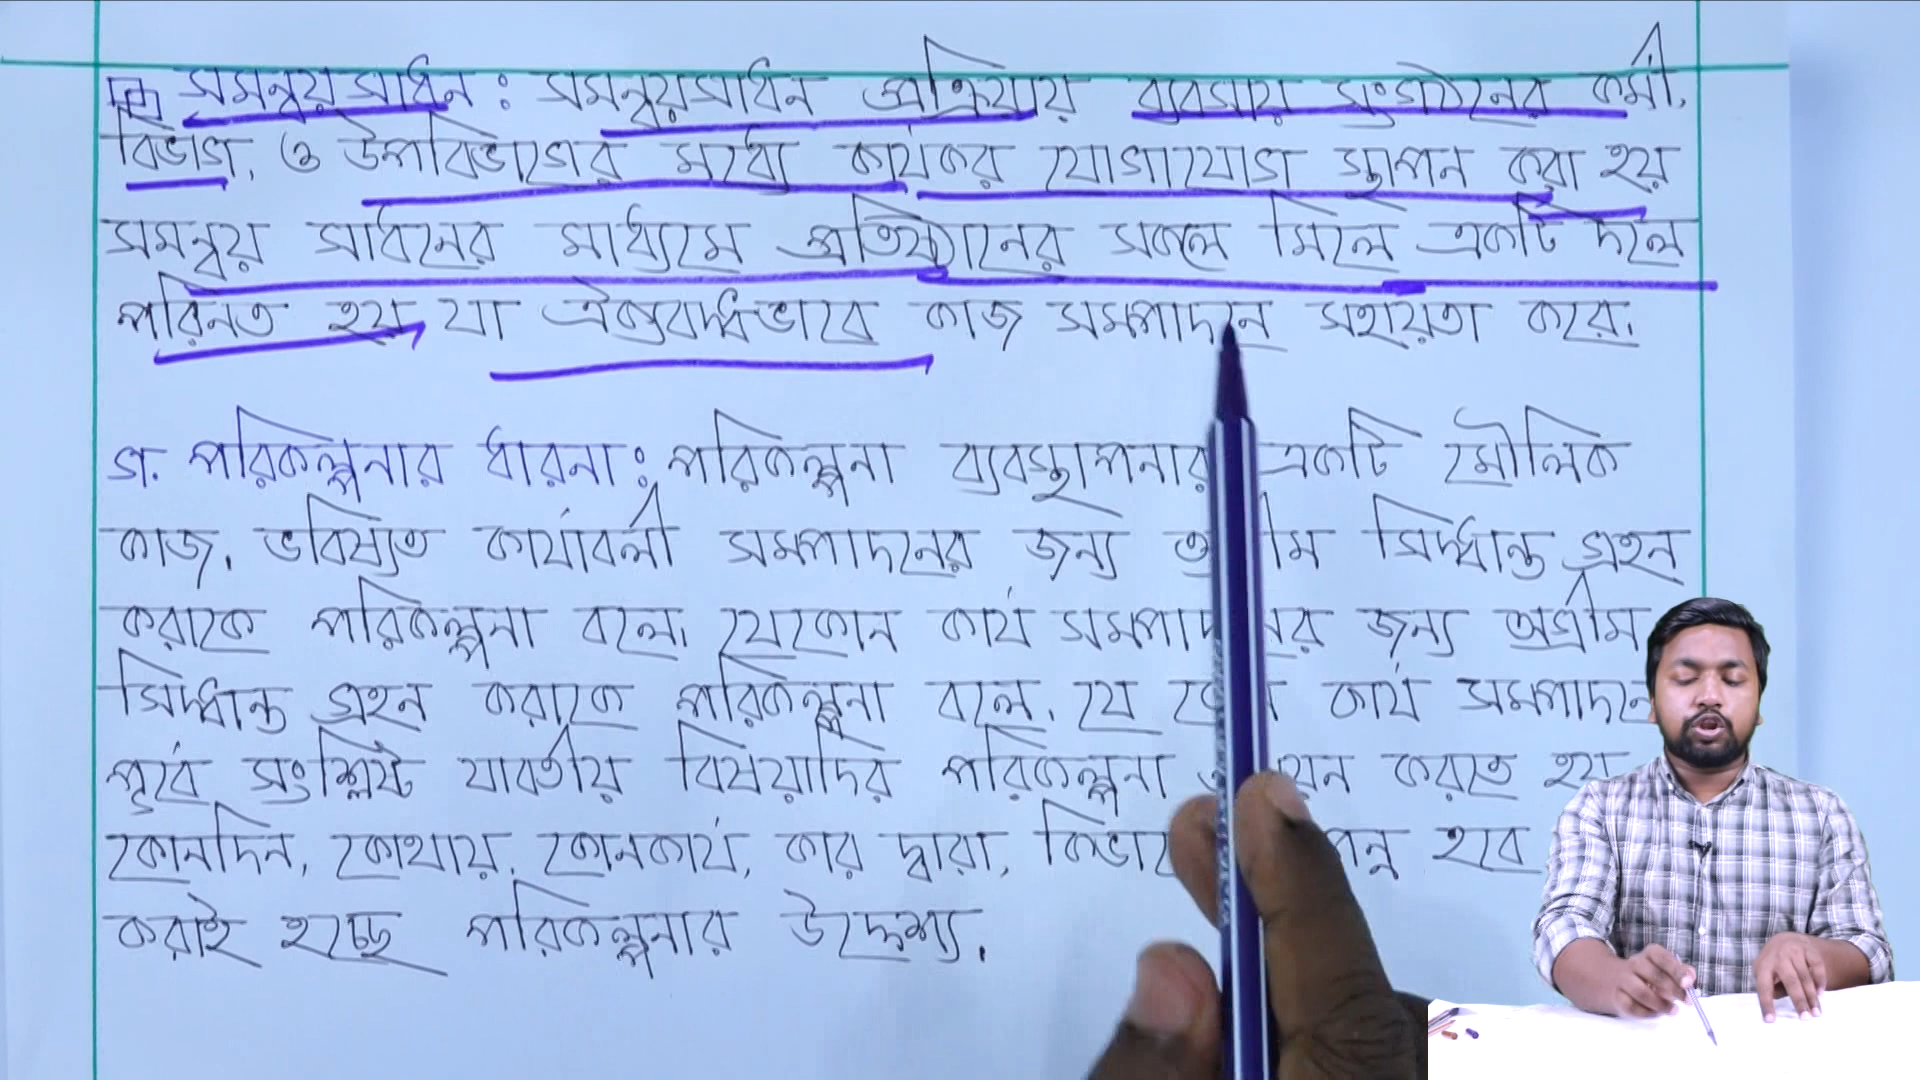 সমন্বয়সাধন : সমন্বয়সাধন প্রক্রিয়ায় ব্যবসায় সংগঠনের কর্মী,
বিভাগ, ও উপবিভাগের মধ্যে কার্যকর যোগাযোগ স্থাপন করা হয়
সমন্বয় সাধনের মাধ্যমে প্রতিষ্ঠানের সকলে মিলে একটি দলে
পরিনত হয় যা ঐক্যবদ্ধভাবে কাজ সম্পাদনে সহায়তা করে।
গ. পরিকল্পনার ধারনা : পরিকল্পনা ব্যবস্থাপনার একটি মৌলিক
কাজ। ভবিষ্যত কার্যাবলী সম্পাদনের জন্য সিদ্ধান্ত গ্রহন
করাকে পরিকল্পনা বলে। যেকোন কার্য জন্য অগ্রীম
সিদ্ধান্ত গ্রহন করাকে পরিকল্পনা বলে। যে কার্য
পূর্বে সংশ্লিষ্ট যাবতীয় বিষয়াদির পরিকল্পনা করতে হয়
কোনদিন, কোথায়, কোনকার্য, কার দ্বারা, হবে
করাই হচ্ছে পরিকল্পনার উদ্দেশ্য।